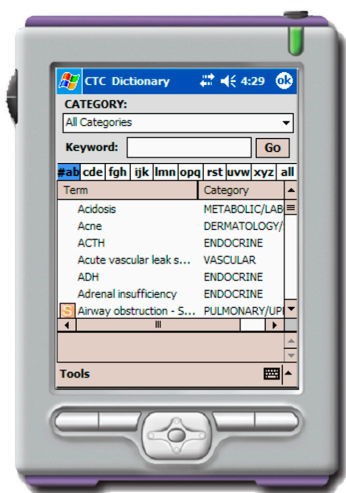 CTC Dictionary 4:29 ok
CATEGORY:
All Categories
Keyword: Go
#ab cde fgh ijk lmn opq rst uvw xyz all
Term Category
Acidosis METABOLIC/LAB
Acne DERMATOLOGY/
ACTH ENDOCRINE
Acute vascular leak s... VASCULAR
ADH ENDOCRINE
Adrenal insufficiency ENDOCRINE
S Airway obstruction - S... PULMONARY/UPP
Tools